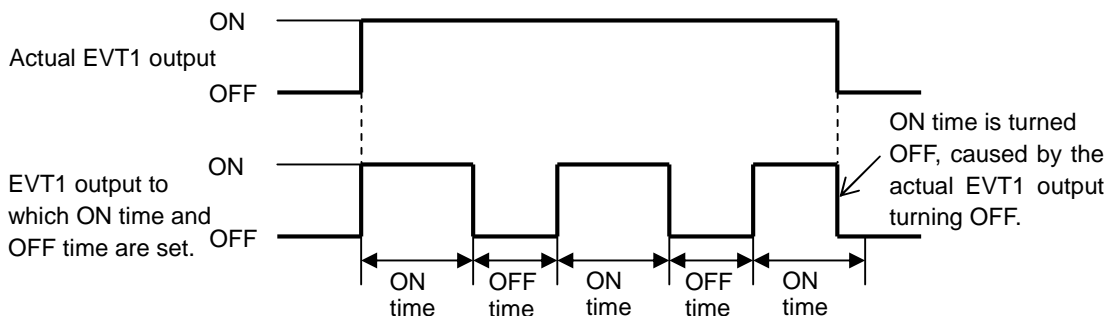 ON
Actual EVT1 output
OFF
ON time is turned
OFF, caused by the
actual EVT1 output
turning OFF.
ON
EVT1 output to
which ON time and
OFF time are set.
OFF
ON
time
OFF
time
ON
time
OFF
time
ON
time